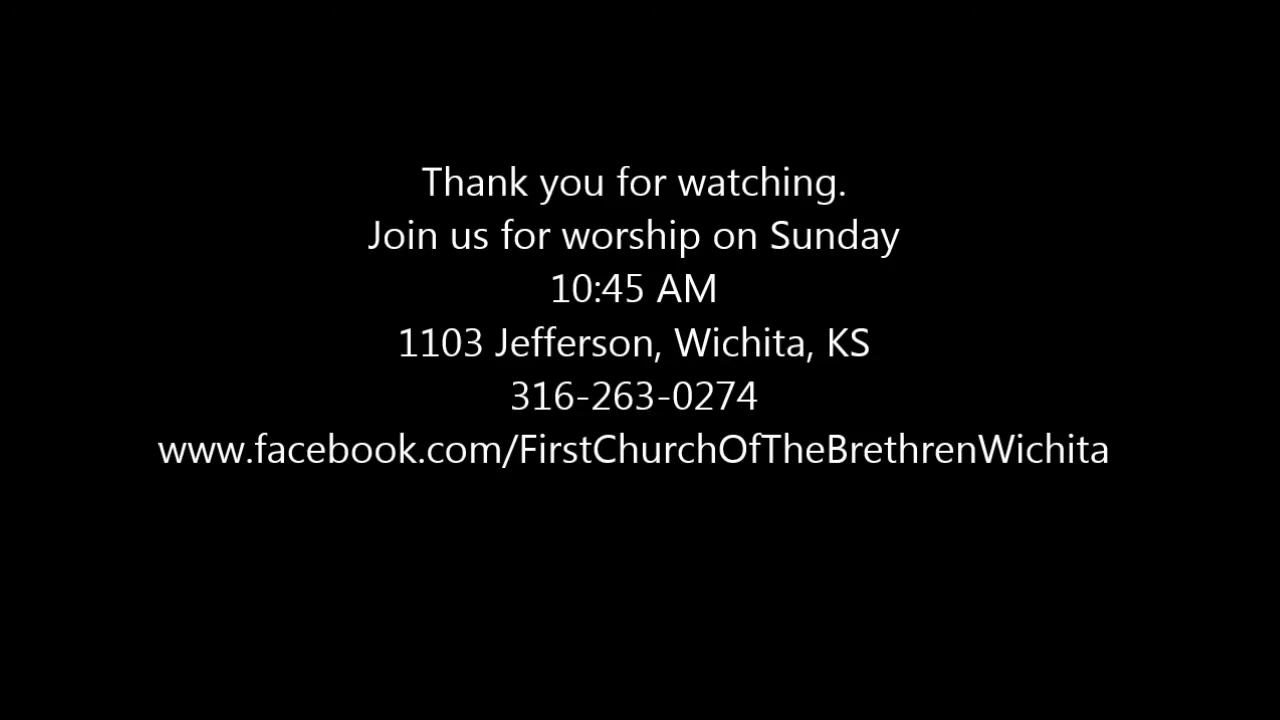 Thank you for watching.
Join us for worship on Sunday
10:45 AM
1103 Jefferson, Wichita, KS
316-263-0274
www.facebook.com/FirstChurchOfTheBrethrenWichita